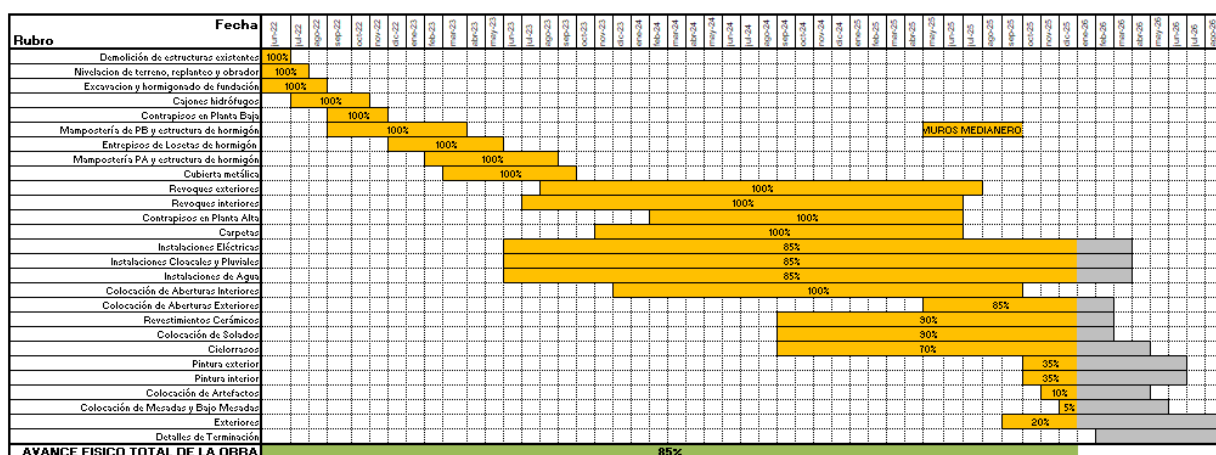 Fecha
Rubro
jun-22 jul-22 ago-22 sep-22 oct-22 nov-22 dic-22 ene-23 feb-23 mar-23 abr-23 may-23 jun-23 jul-23 ago-23 sep-23 oct-23 nov-23 dic-23 ene-24 feb-24 mar-24 abr-24 may-24 jun-24 jul-24 ago-24 sep-24 oct-24 nov-24 dic-24 ene-25 feb-25 mar-25 abr-25 may-25 jun-25 jul-25 ago-25 sep-25 oct-25 nov-25 dic-25 ene-26 feb-26 mar-26 abr-26 may-26 jun-26 jul-26 ago-26
Demolición de estructuras existentes 100%
Nivelacion de terreno, replanteo y obrador 100%
Excavacion y hormigonado de fundación 100%
Cajones hidrófugos 100%
Contrapisos en Planta Baja 100%
Mampostería de PB y estructura de hormigón 100% MUROS MEDIANERO
Entrepisos de Losetas de hormigón 100%
Mampostería PA y estructura de hormigón 100%
Cubierta metálica 100%
Revoques exteriores 100%
Revoques interiores 100%
Contrapisos en Planta Alta 100%
Carpetas 100%
Instalaciones Eléctricas 85%
Instalaciones Cloacales y Pluviales 85%
Instalaciones de Agua 85%
Colocación de Aberturas Interiores 100%
Colocación de Aberturas Exteriores 85%
Revestimientos Cerámicos 90%
Colocación de Solados 90%
Cielorrasos 70%
Pintura exterior 35%
Pintura interior 35%
Colocación de Artefactos 10%
Colocación de Mesadas y Bajo Mesadas 5%
Exteriores 20%
Detalles de Terminación
AVANCE FISICO TOTAL DE LA OBRA 85%